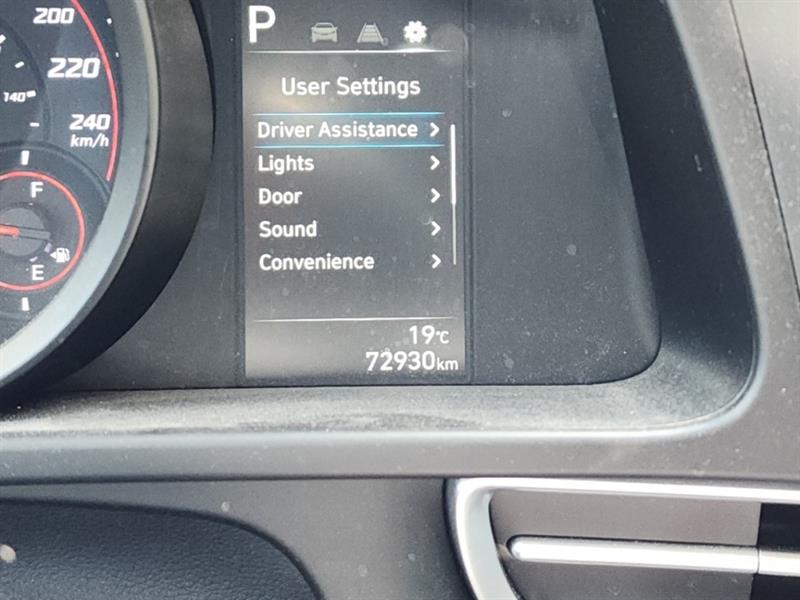 200
220
140
240
km/h
F
E
P
User Settings
Driver Assistance
Lights
Door
Sound
Convenience
19℃
72930km